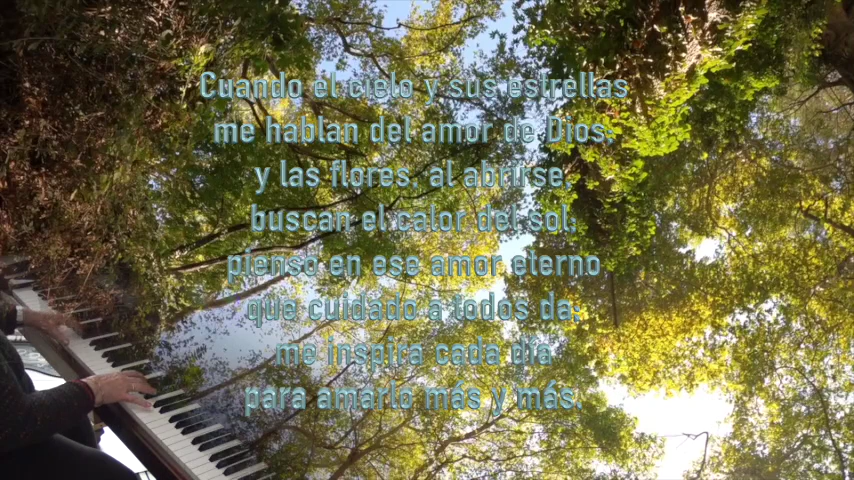 Cuando el cielo y sus estrellas
me hablan del amor de Dios;
y las flores, al abrirse,
buscan el calor del sol,
pienso en ese amor eterno
que cuidado a todos da;
me inspira cada día
para amarlo más y más.